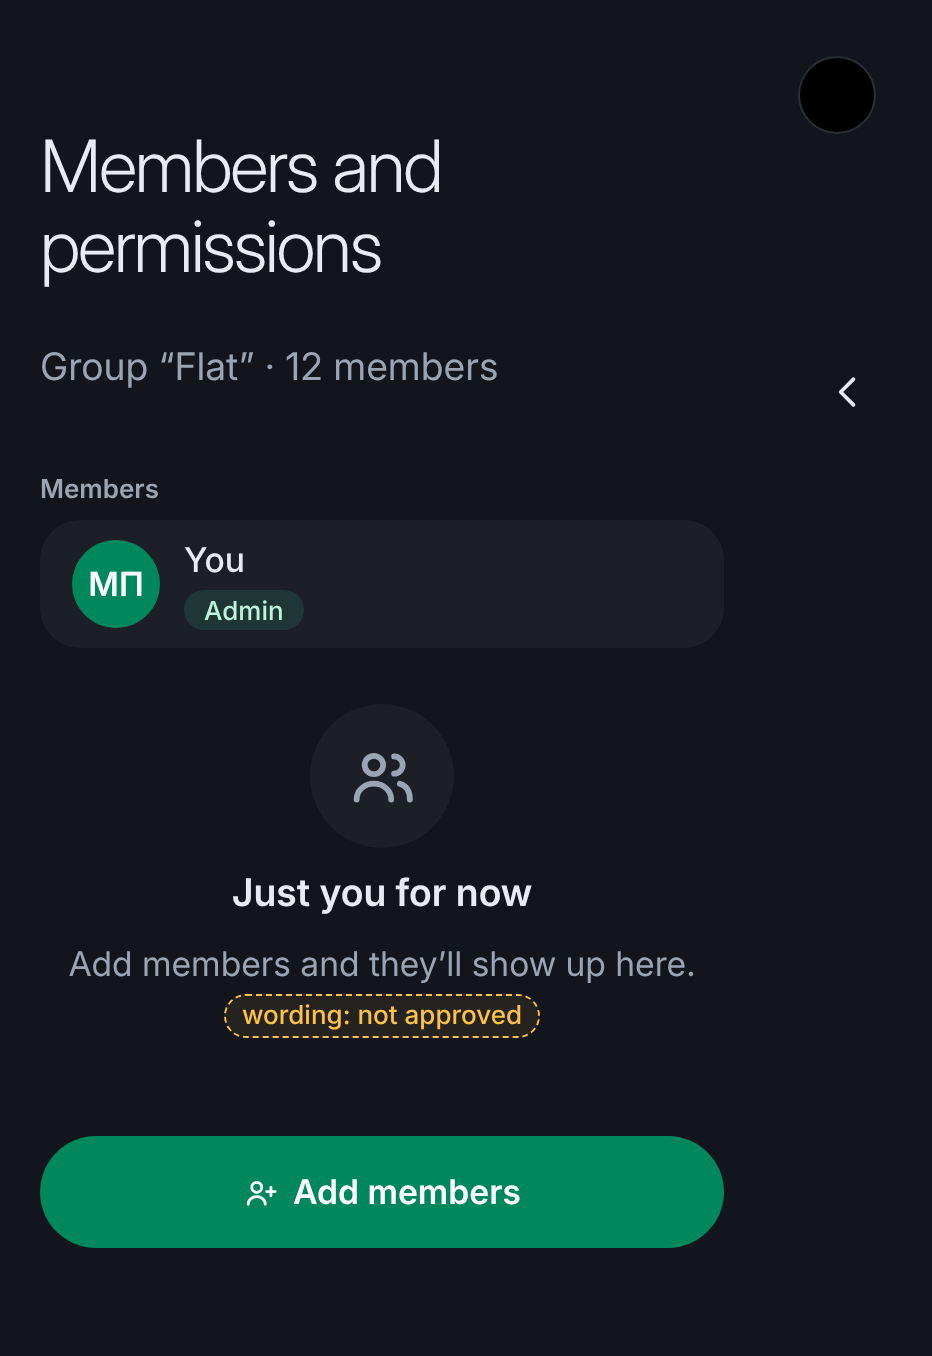 Members and
permissions
Group “Flat” · 12 members
Members
МП
You
Admin
Just you for now
Add members and they’ll show up here.
wording: not approved
Add members